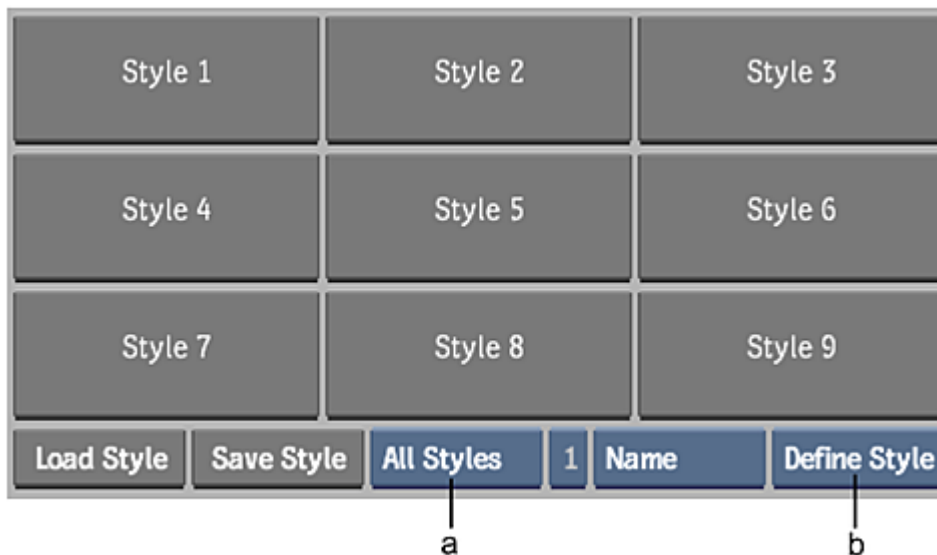 Style 1 Style 2 Style 3
Style 4 Style 5 Style 6
Style 7 Style 8 Style 9
Load Style Save Style All Styles 1 Name Define Style
a b